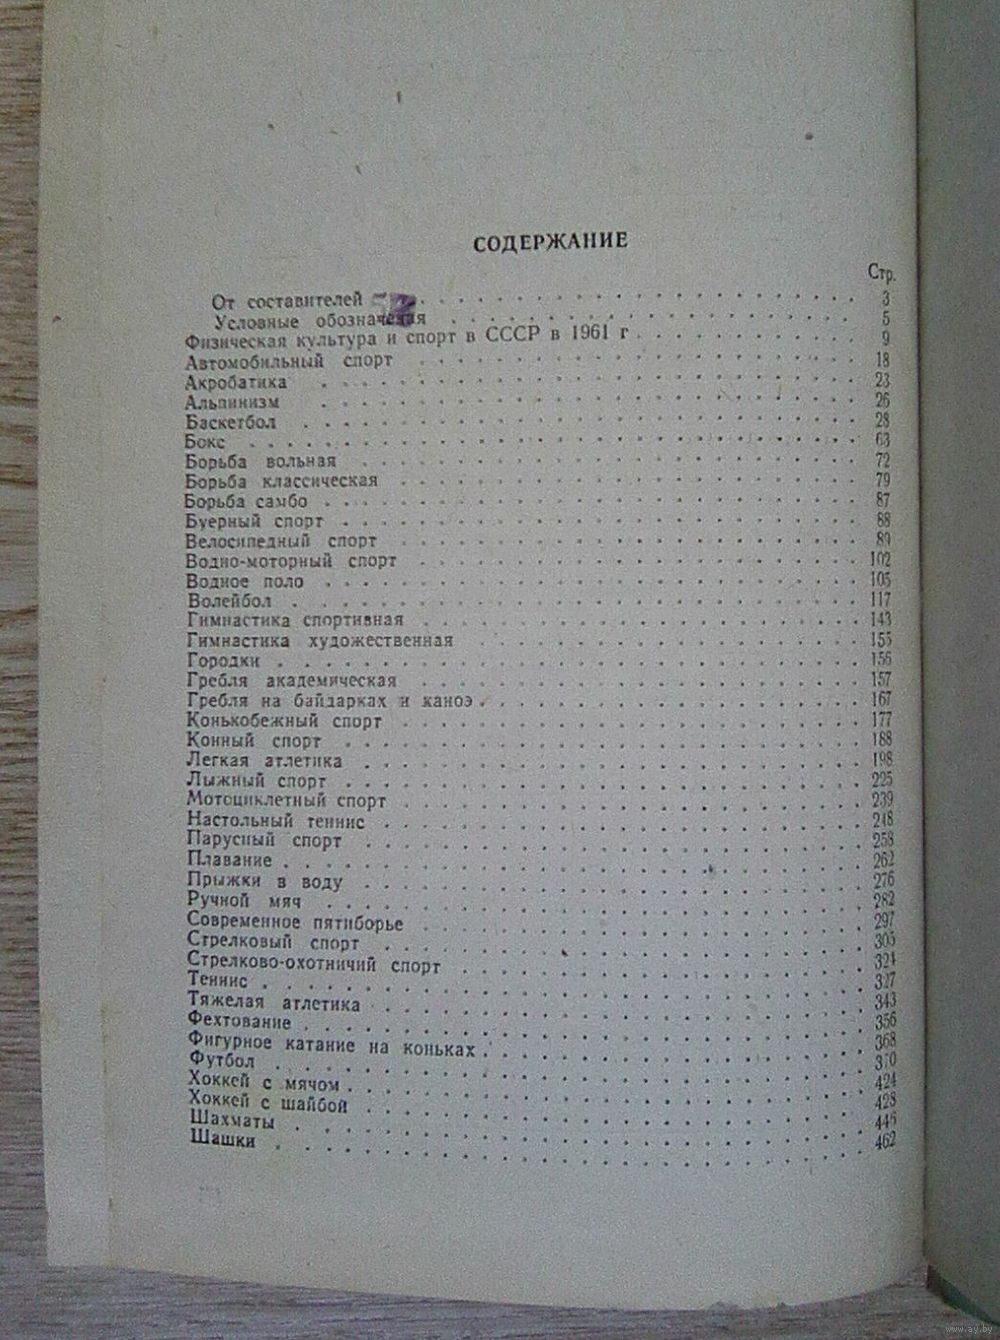 СОДЕРЖАНИЕ
Стр.
От составителей . . . 3
Условные обозначения . . . 5
Физическая культура и спорт в СССР в 1961 г . . . 9
Автомобильный спорт . . . 18
Акробатика . . . 23
Альпинизм . . . 26
Баскетбол . . . 28
Бокс . . . 63
Борьба вольная . . . 72
Борьба классическая . . . 79
Борьба самбо . . . 87
Буерный спорт . . . 88
Велосипедный спорт . . . 89
Водно-моторный спорт . . . 102
Водное поло . . . 105
Волейбол . . . 117
Гимнастика спортивная . . . 143
Гимнастика художественная . . . 155
Городки . . . 156
Гребля академическая . . . 157
Гребля на байдарках и каноэ . . . 167
Конькобежный спорт . . . 177
Конный спорт . . . 188
Легкая атлетика . . . 198
Лыжный спорт . . . 225
Мотоциклетный спорт . . . 239
Настольный теннис . . . 248
Парусный спорт . . . 258
Плавание . . . 262
Прыжки в воду . . . 276
Ручной мяч . . . 282
Современное пятиборье . . . 297
Стрелковый спорт . . . 305
Стрелково-охотничий спорт . . . 324
Теннис . . . 327
Тяжелая атлетика . . . 343
Фехтование . . . 356
Фигурное катание на коньках . . . 368
Футбол . . . 370
Хоккей с мячом . . . 424
Хоккей с шайбой . . . 428
Шахматы . . . 446
Шашки . . . 462
www.ay.by